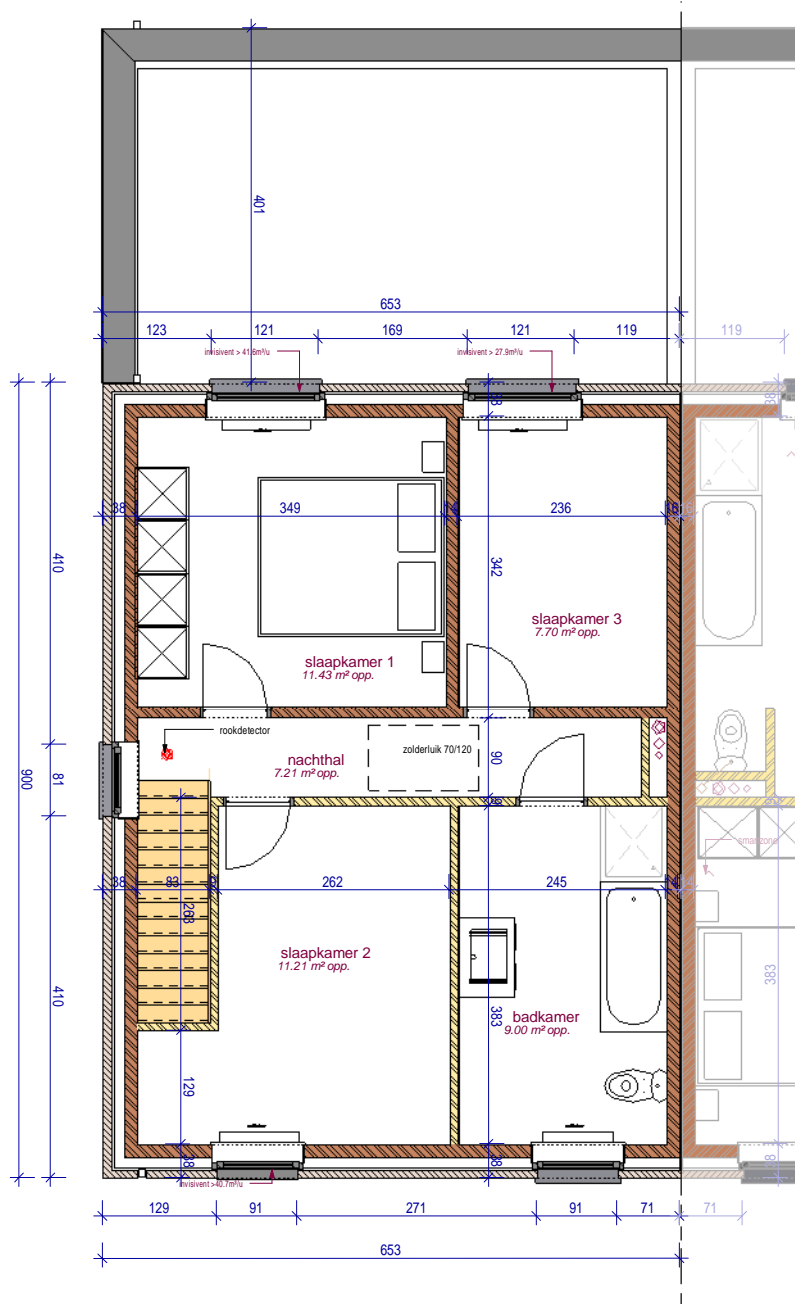 401
653
123 121 169 121 119 119
invisivent > 41.6m³/u
invisivent > 27.9m³/u
38
38
38 349 14 236
410
342
slaapkamer 3
7.70 m² opp.
slaapkamer 1
11.43 m² opp.
rookdetector
nachthal
7.21 m² opp.
zolderluik 70/120
900
81
90
9
38 83 262 245
263
slaapkamer 2
11.21 m² opp.
badkamer
9.00 m² opp.
383
383
410
129
38
38
38
invisivent >40.7m³/u
129 91 271 91 71 71
653